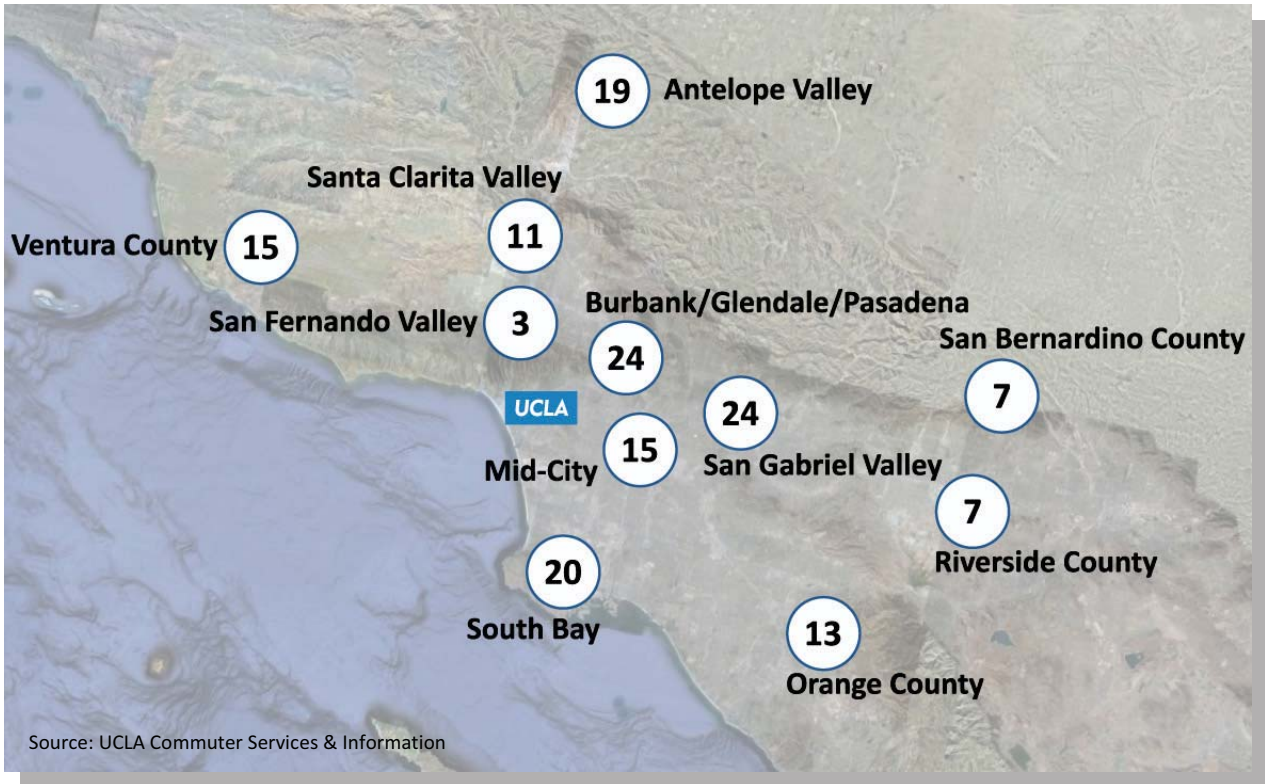 19 Antelope Valley
Santa Clarita Valley
11
Ventura County 15
Burbank/Glendale/Pasadena
San Fernando Valley 3
24
San Bernardino County
7
UCLA
24
San Gabriel Valley
Mid-City 15
7
Riverside County
20
South Bay
13
Orange County
Source: UCLA Commuter Services & Information